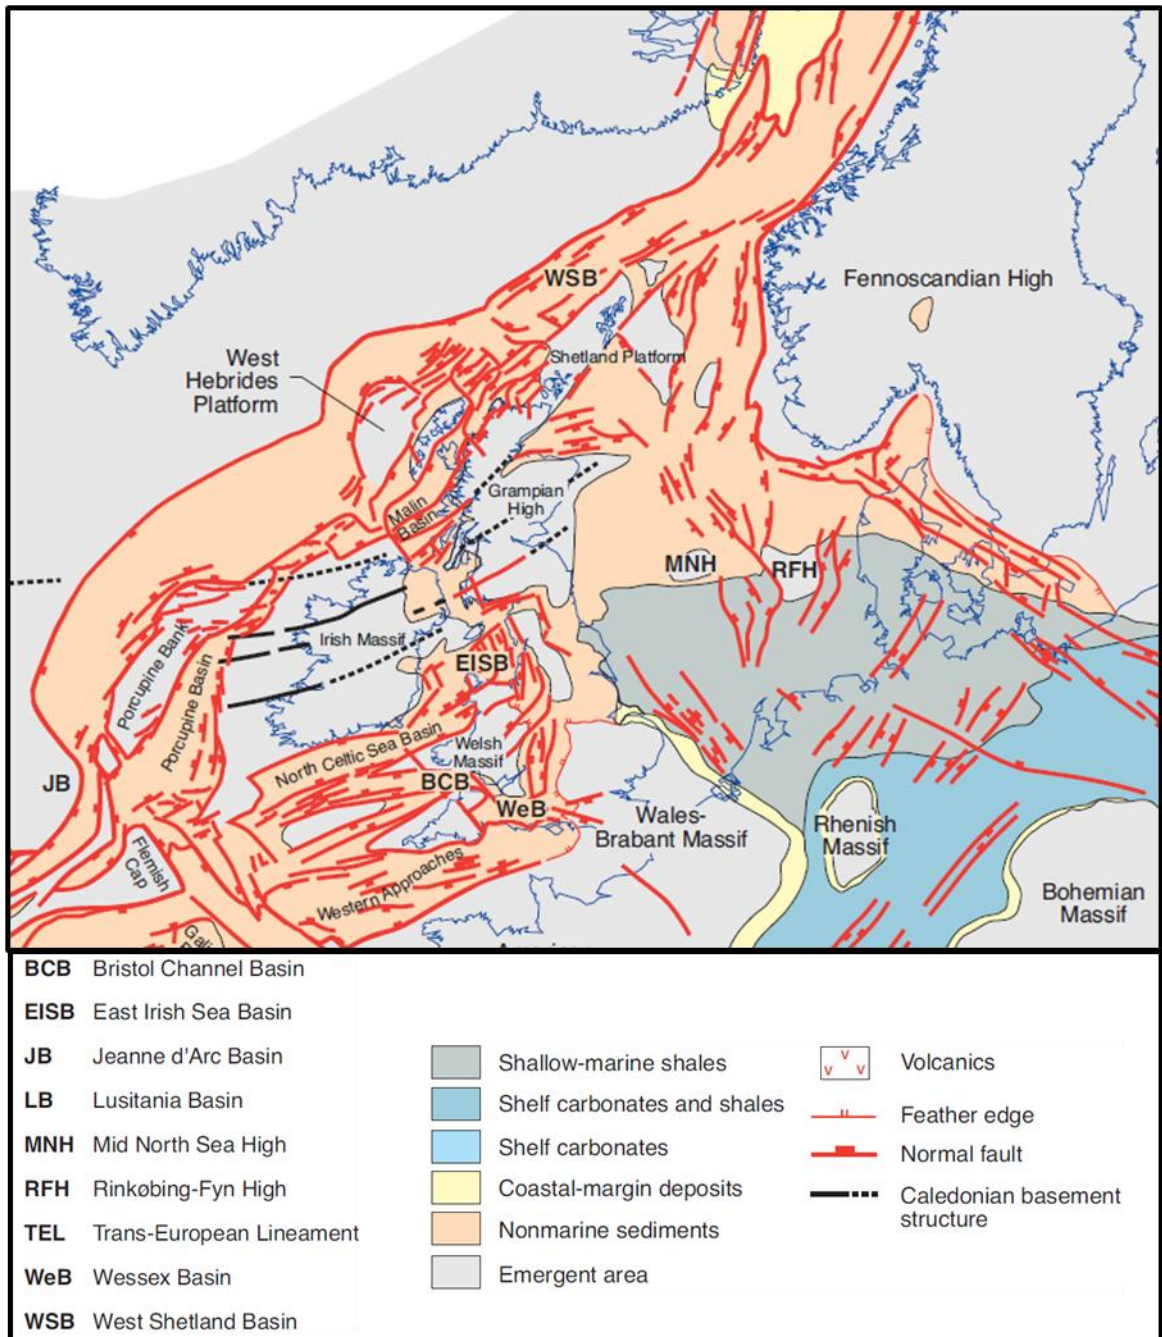 WSB
Fennoscandian High
West
Hebrides
Platform
Shetland Platform
Grampian
High
Malin
Basin
MNH
RFH
Irish Massif
EISB
Porcupine Bank
Porcupine Basin
North Celtic Sea Basin
Welsh
Massif
JB
BCB
WeB
Wales-
Brabant Massif
Rhenish
Massif
Flemish
Cap
Western Approaches
Bohemian
Massif
BCB Bristol Channel Basin
EISB East Irish Sea Basin
JB Jeanne d'Arc Basin
LB Lusitania Basin
MNH Mid North Sea High
RFH Rinkøbing-Fyn High
TEL Trans-European Lineament
WeB Wessex Basin
WSB West Shetland Basin
Shallow-marine shales
Shelf carbonates and shales
Shelf carbonates
Coastal-margin deposits
Nonmarine sediments
Emergent area
v
v v
Volcanics
Feather edge
Normal fault
Caledonian basement
structure